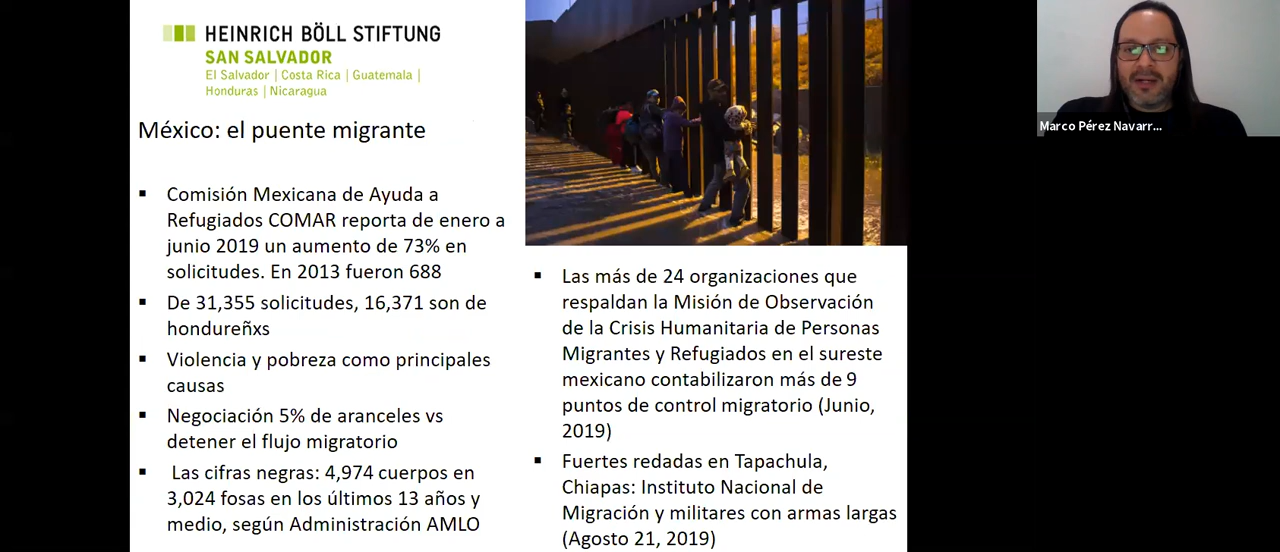 HEINRICH BÖLL STIFTUNG
SAN SALVADOR
El Salvador | Costa Rica | Guatemala |
Honduras | Nicaragua
México: el puente migrante
▪ Comisión Mexicana de Ayuda a
Refugiados COMAR reporta de enero a
junio 2019 un aumento de 73% en
solicitudes. En 2013 fueron 688
▪ De 31,355 solicitudes, 16,371 son de
hondureñxs
▪ Violencia y pobreza como principales
causas
▪ Negociación 5% de aranceles vs
detener el flujo migratorio
▪ Las cifras negras: 4,974 cuerpos en
3,024 fosas en los últimos 13 años y
medio, según Administración AMLO
▪ Las más de 24 organizaciones que
respaldan la Misión de Observación
de la Crisis Humanitaria de Personas
Migrantes y Refugiados en el sureste
mexicano contabilizaron más de 9
puntos de control migratorio (Junio,
2019)
▪ Fuertes redadas en Tapachula,
Chiapas: Instituto Nacional de
Migración y militares con armas largas
(Agosto 21, 2019)
Marco Pérez Navarr...